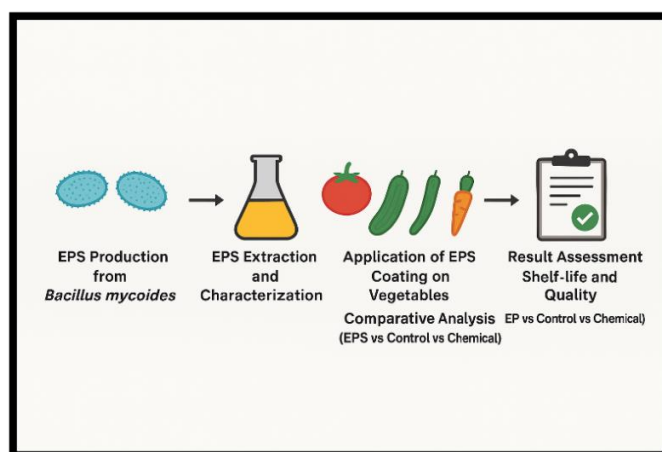 EPS Production
from
Bacillus mycoides
EPS Extraction
and
Characterization
Application of EPS
Coating on
Vegetables
Comparative Analysis
(EPS vs Control vs Chemical)
Result Assessment
Shelf-life and
Quality
EP vs Control vs Chemical)